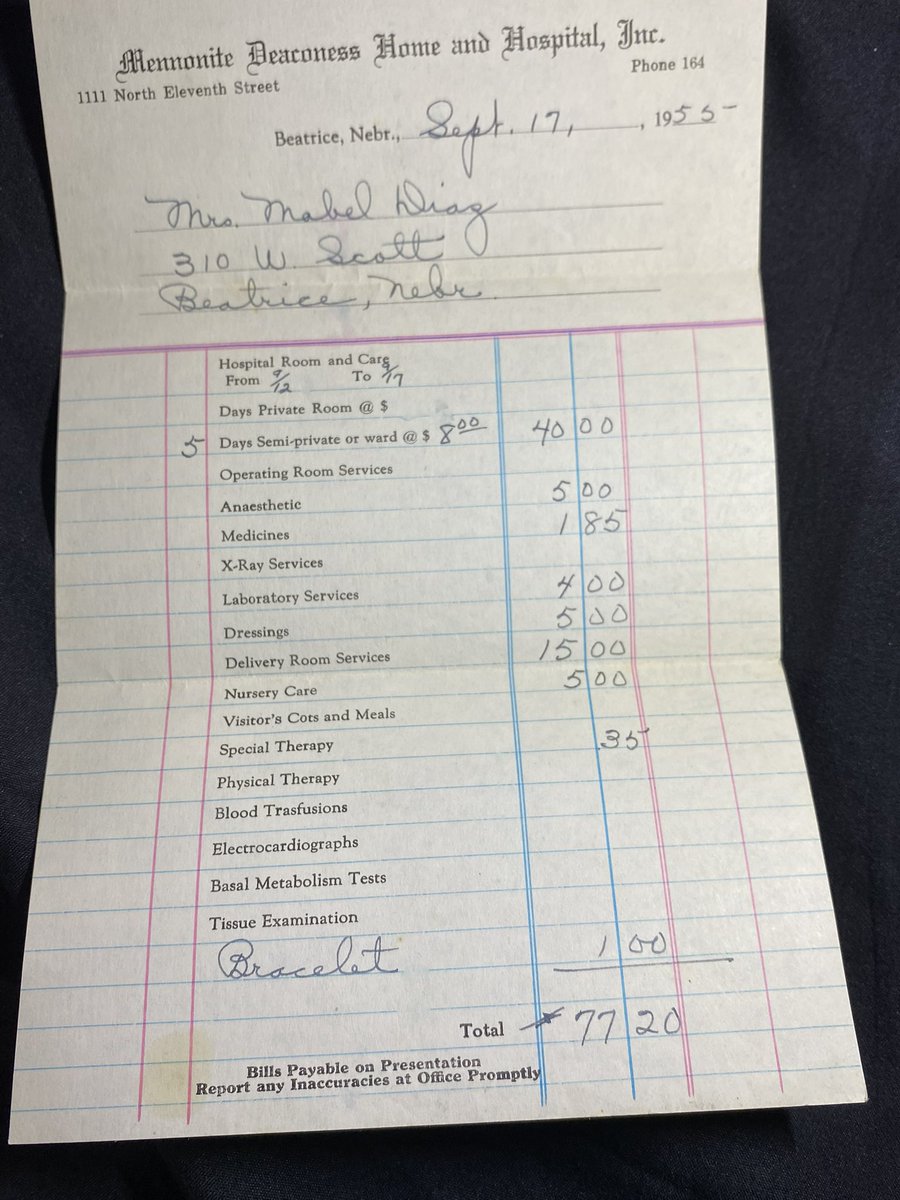 Mennonite Deaconess Home and Hospital, Inc.
1111 North Eleventh Street Phone 164
Beatrice, Nebr., Sept. 17, , 1955
Mrs. Mabel Diaz
310 W. Scott
Beatrice, Nebr.
Hospital Room and Care
From 9/12 To 9/17
Days Private Room @ $
5 Days Semi-private or ward @ $ 8.00 40 00
Operating Room Services
Anaesthetic 5 00
Medicines 1 85
X-Ray Services
Laboratory Services 4 00
Dressings 5 00
Delivery Room Services 15 00
Nursery Care 5 00
Visitor's Cots and Meals
Special Therapy 35
Physical Therapy
Blood Trasfusions
Electrocardiographs
Basal Metabolism Tests
Tissue Examination
Bracelet 1 00
Total $ 77 20
Bills Payable on Presentation
Report any Inaccuracies at Office Promptly